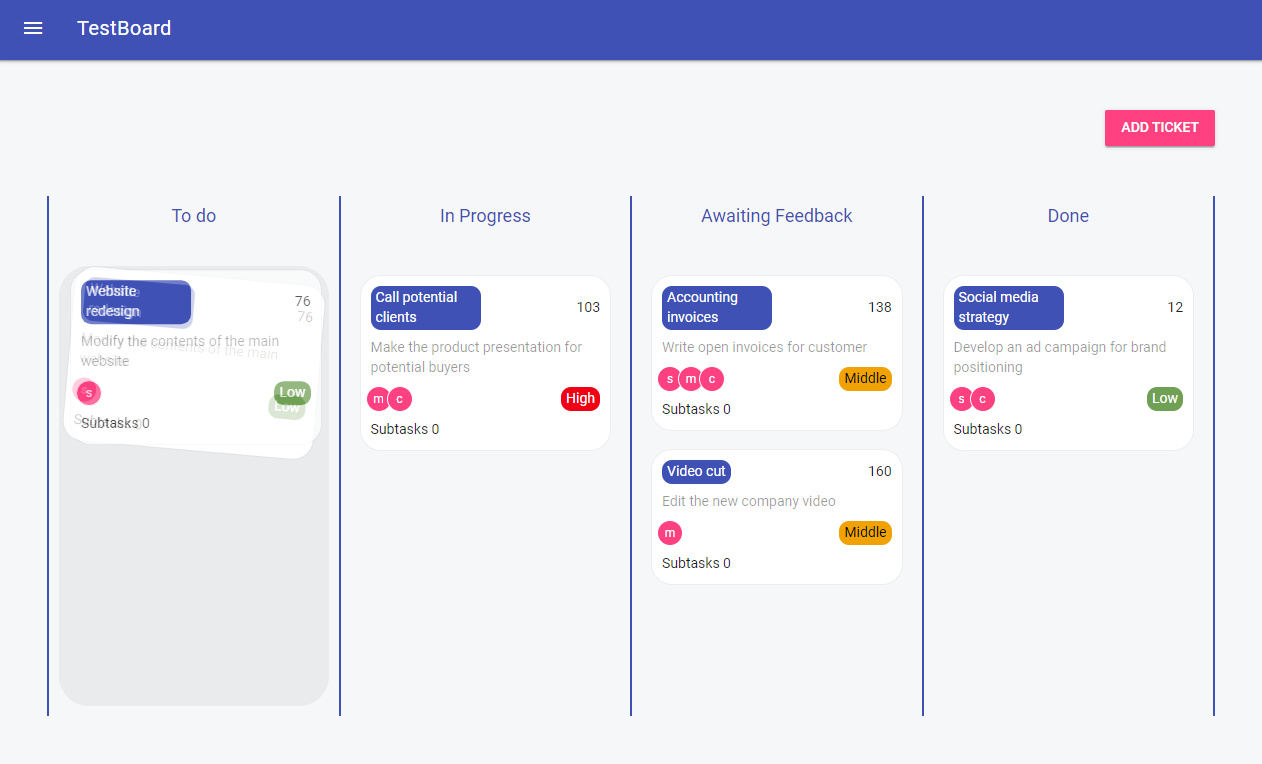 TestBoard
ADD TICKET
To do
Website
redesign
76
76
Modify the contents of the main
website
s
Low
Low
Subtasks 0
In Progress
Call potential
clients
103
Make the product presentation for
potential buyers
m c
High
Subtasks 0
Awaiting Feedback
Accounting
invoices
138
Write open invoices for customer
s m c
Middle
Subtasks 0
Video cut
160
Edit the new company video
m
Middle
Subtasks 0
Done
Social media
strategy
12
Develop an ad campaign for brand
positioning
s c
Low
Subtasks 0